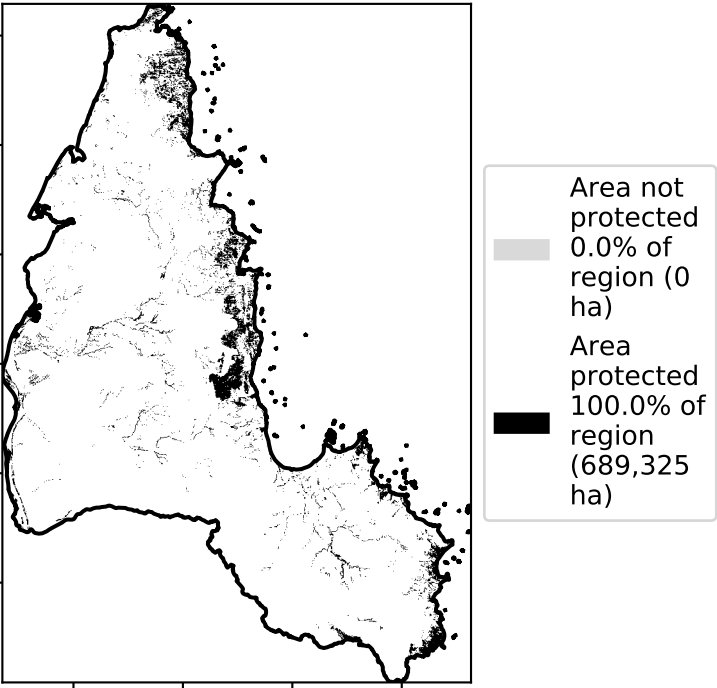 Area not
protected
0.0% of
region (0
ha)
Area
protected
100.0% of
region
(689,325
ha)